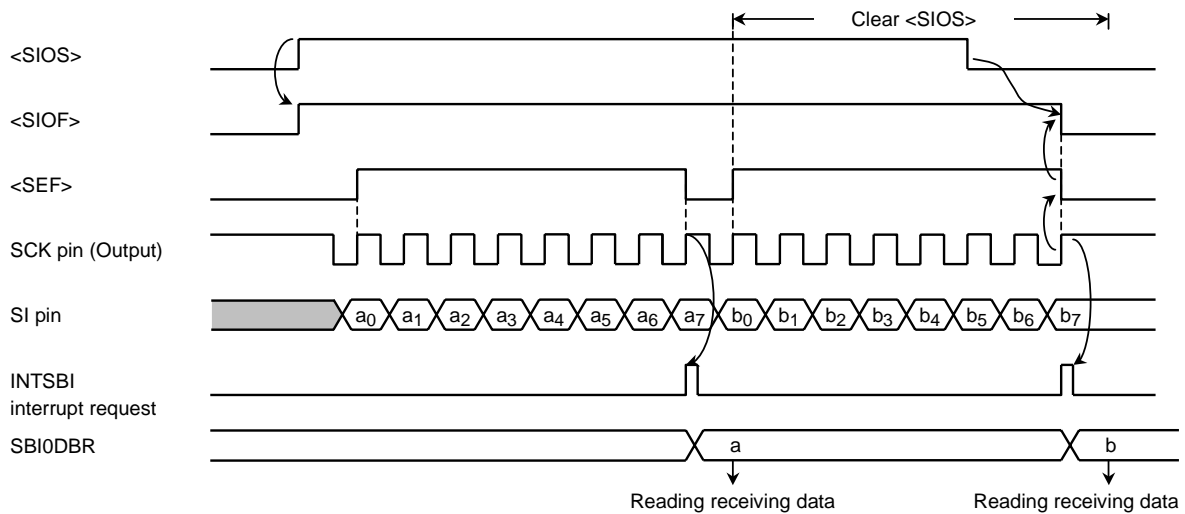 Clear <SIOS>
<SIOS>
<SIOF>
<SEF>
SCK pin (Output)
SI pin
a0 a1 a2 a3 a4 a5 a6 a7 b0 b1 b2 b3 b4 b5 b6 b7
INTSBI
interrupt request
SBI0DBR
a b
Reading receiving data Reading receiving data